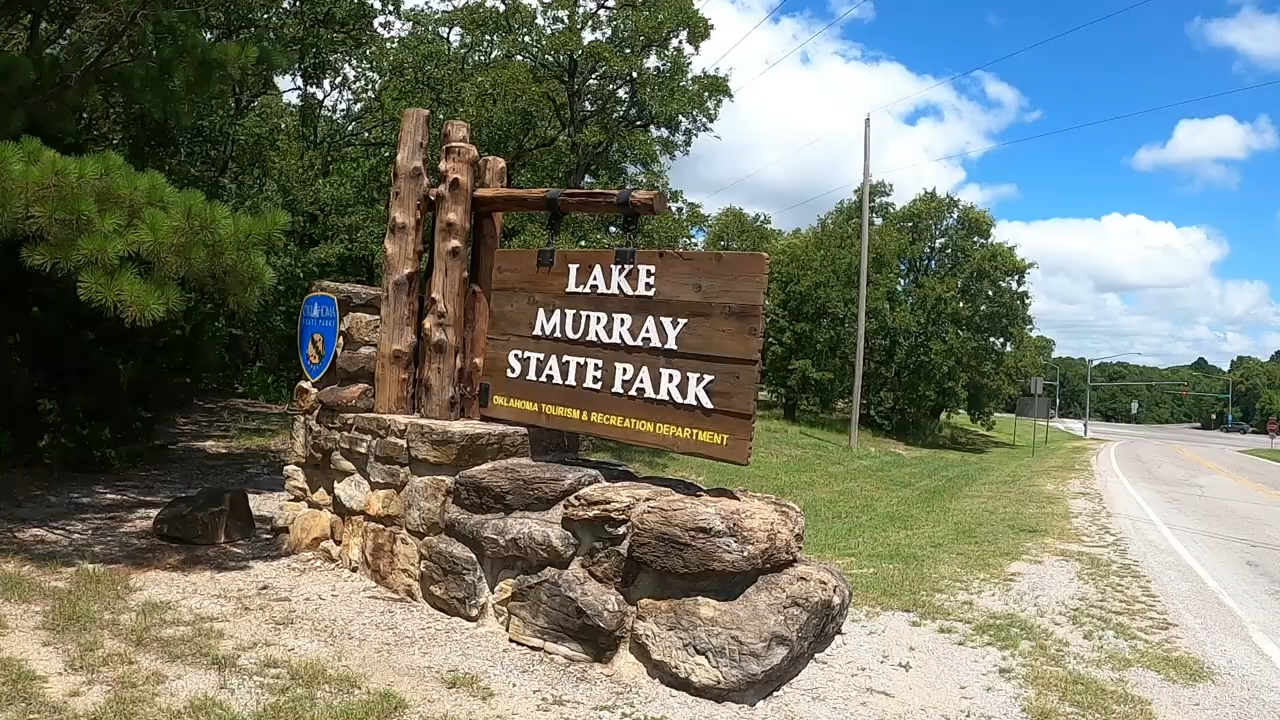 OKLAHOMA
STATE PARKS
LAKE
MURRAY
STATE PARK
OKLAHOMA TOURISM & RECREATION DEPARTMENT